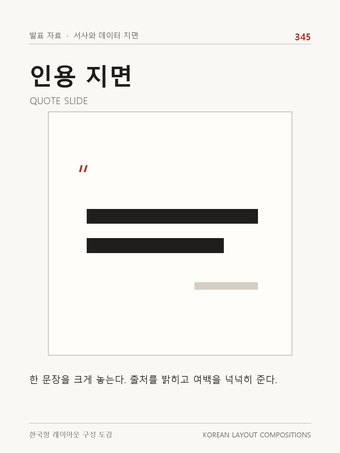 발표 자료 · 서사와 데이터 지면
345
인용 지면
QUOTE SLIDE
“
한 문장을 크게 놓는다. 출처를 밝히고 여백을 넉넉히 준다.
한국형 레이아웃 구성 도감
KOREAN LAYOUT COMPOSITIONS